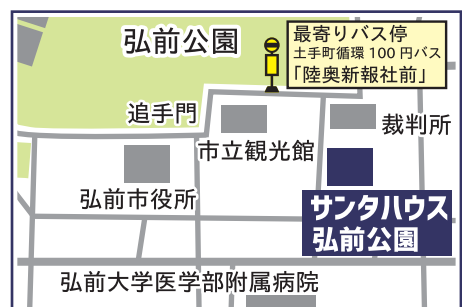 弘前公園
最寄りバス停
土手町循環100円バス
「陸奥新報社前」
追手門
市立観光館
裁判所
弘前市役所
サンタハウス
弘前公園
弘前大学医学部附属病院